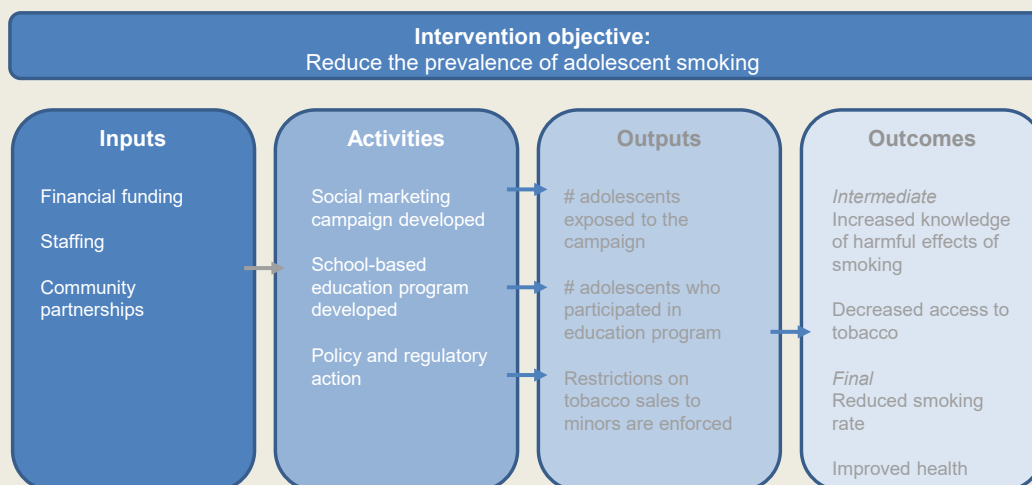 Intervention objective:
Reduce the prevalence of adolescent smoking
Inputs
Financial funding
Staffing
Community
partnerships
Activities
Social marketing
campaign developed
School-based
education program
developed
Policy and regulatory
action
Outputs
# adolescents
exposed to the
campaign
# adolescents who
participated in
education program
Restrictions on
tobacco sales to
minors are enforced
Outcomes
Intermediate
Increased knowledge
of harmful effects of
smoking
Decreased access to
tobacco
Final
Reduced smoking
rate
Improved health